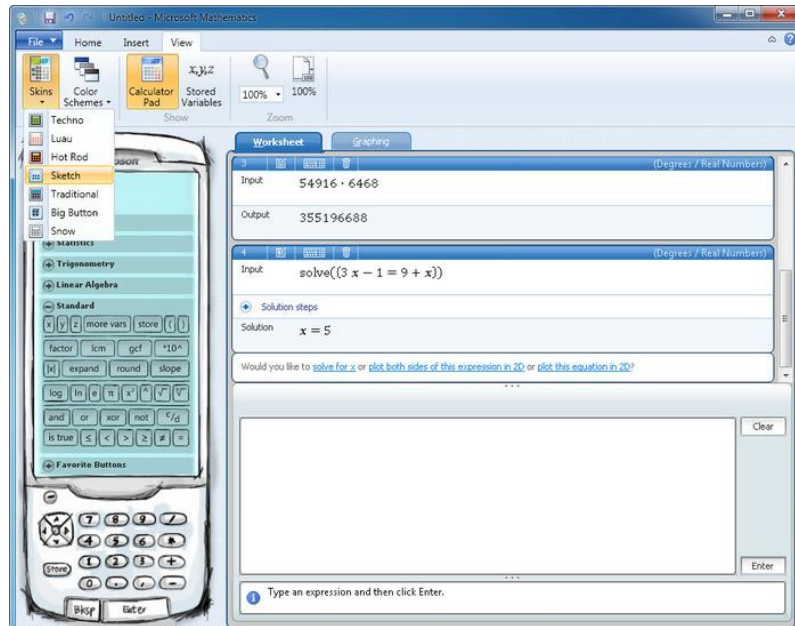 Untitled - Microsoft Mathematics
File Home Insert View
x,y,z
Skins Color Schemes Calculator Pad Stored Variables 100% 100%
Show Zoom
Techno
Luau
Hot Rod
Sketch
Traditional
Big Button
Snow
Statistics
Trigonometry
Linear Algebra
Standard
x y z more vars store ( )
factor lcm gcf *10^
|x| expand round slope
log ln e π x² ^ √ ∜
and or xor not c/d
is true ≤ < > ≥ ≠ =
Favorite Buttons
7 8 9 /
4 5 6 *
Store 1 2 3 +
0 . , -
Bksp Enter
Worksheet Graphing
3 (Degrees / Real Numbers)
Input 54916 · 6468
Output 355196688
4 (Degrees / Real Numbers)
Input solve((3 x − 1 = 9 + x))
Solution steps
Solution x = 5
Would you like to solve for x or plot both sides of this expression in 2D or plot this equation in 2D?
Clear
Enter
Type an expression and then click Enter.